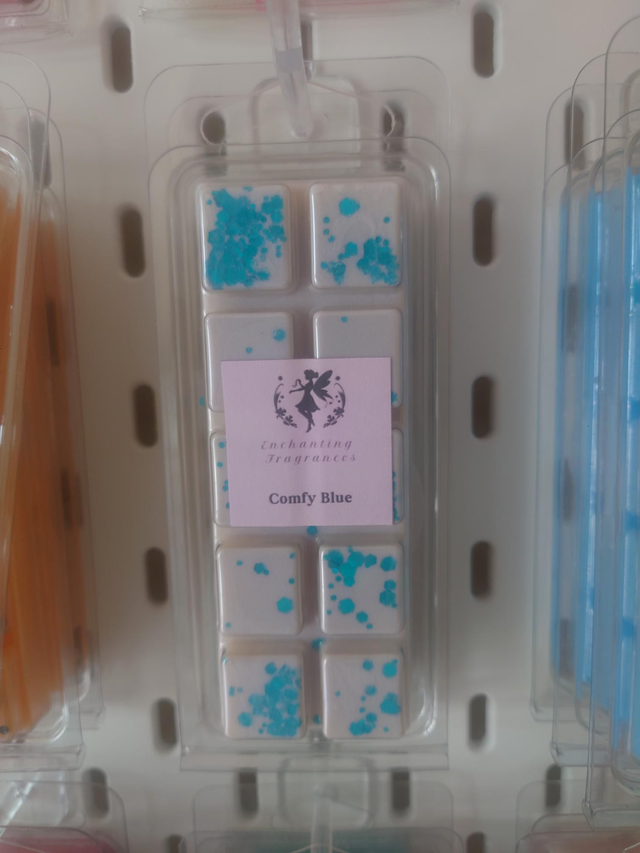 Enchanting
Fragrances
Comfy Blue